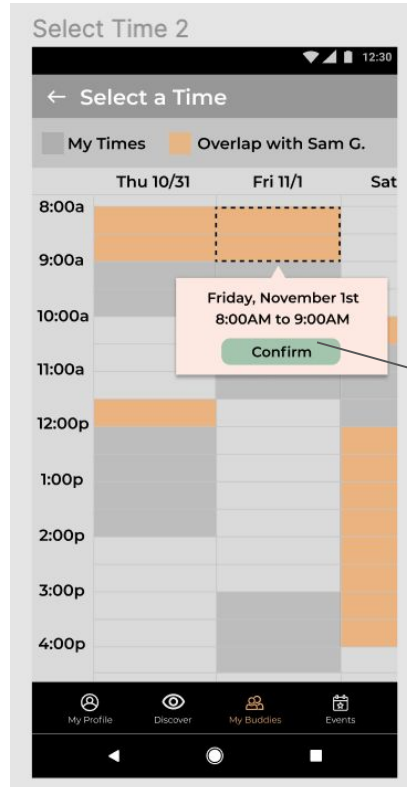 Select Time 2
12:30
← Select a Time
My Times Overlap with Sam G.
Thu 10/31 Fri 11/1 Sat
8:00a
9:00a
Friday, November 1st
8:00AM to 9:00AM
Confirm
10:00a
11:00a
12:00p
1:00p
2:00p
3:00p
4:00p
My Profile Discover My Buddies Events